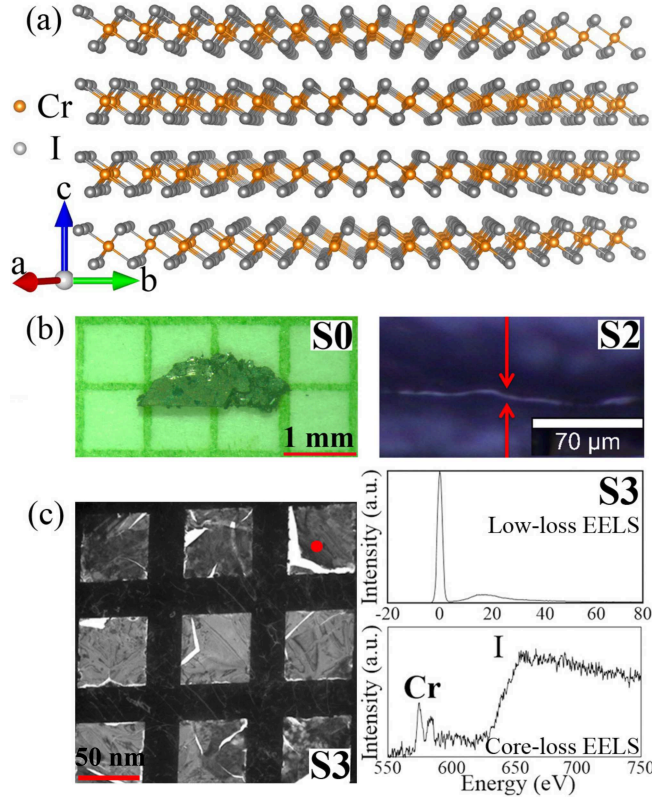 (a)
Cr
I
c
a
b
(b)
S0
1 mm
S2
70 µm
(c)
S3
50 nm
S3
Low-loss EELS
Intensity (a.u.)
-20 0 20 40 60 80
I
Cr
Core-loss EELS
Intensity (a.u.)
550 600 650 700 750
Energy (eV)